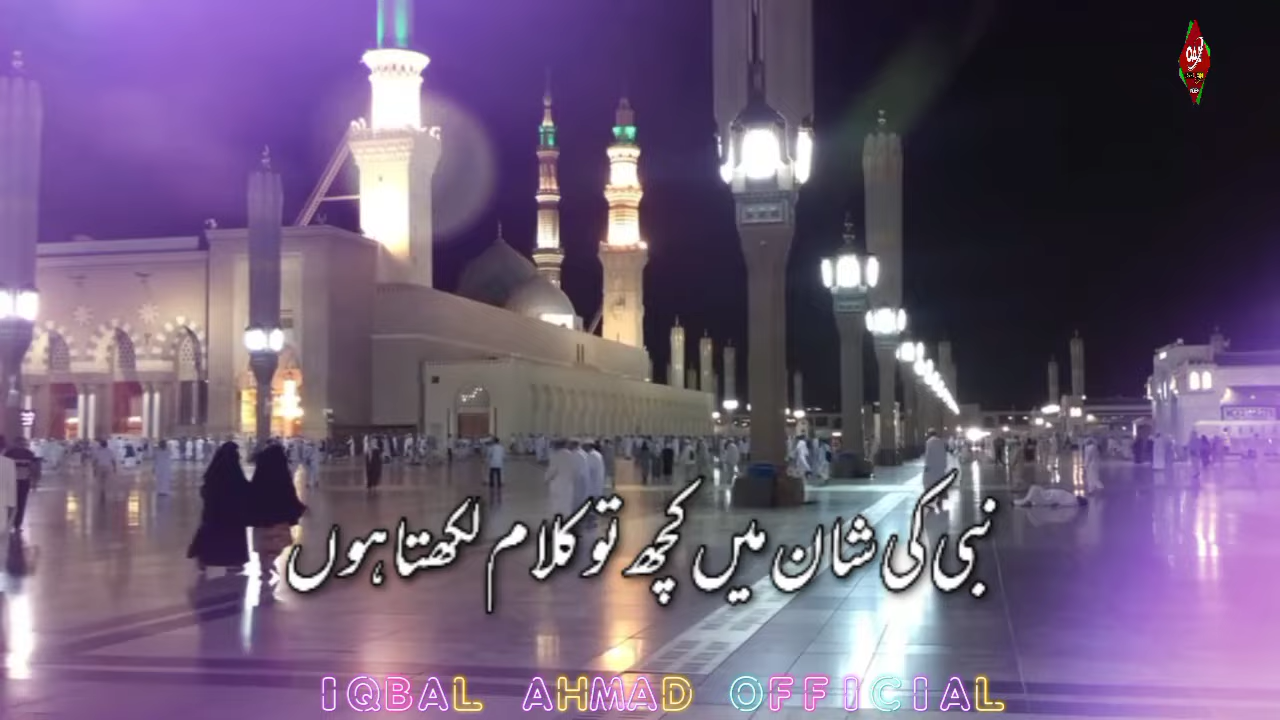 نبی کی شان میں کچھ تو کلام لکھتا ہوں
IQBAL AHMAD OFFICIAL